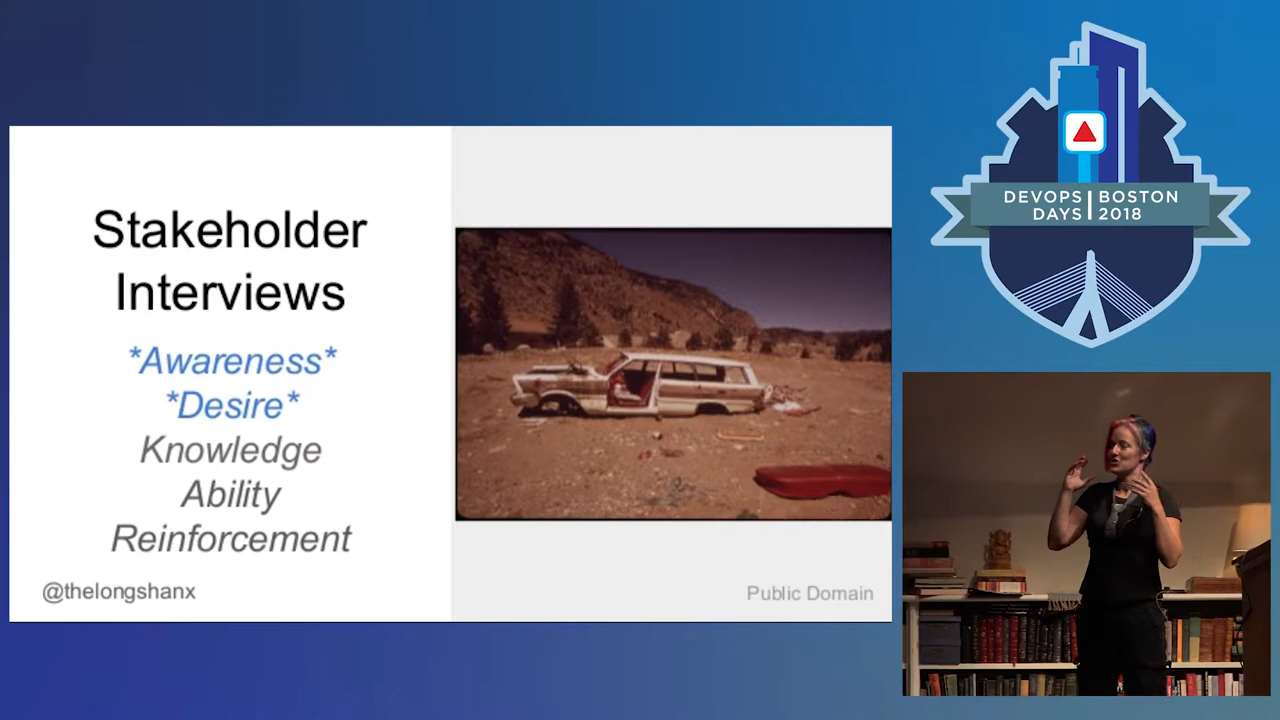 Stakeholder
Interviews
*Awareness*
*Desire*
Knowledge
Ability
Reinforcement
@thelongshanx
Public Domain
DEVOPS | BOSTON
DAYS | 2018